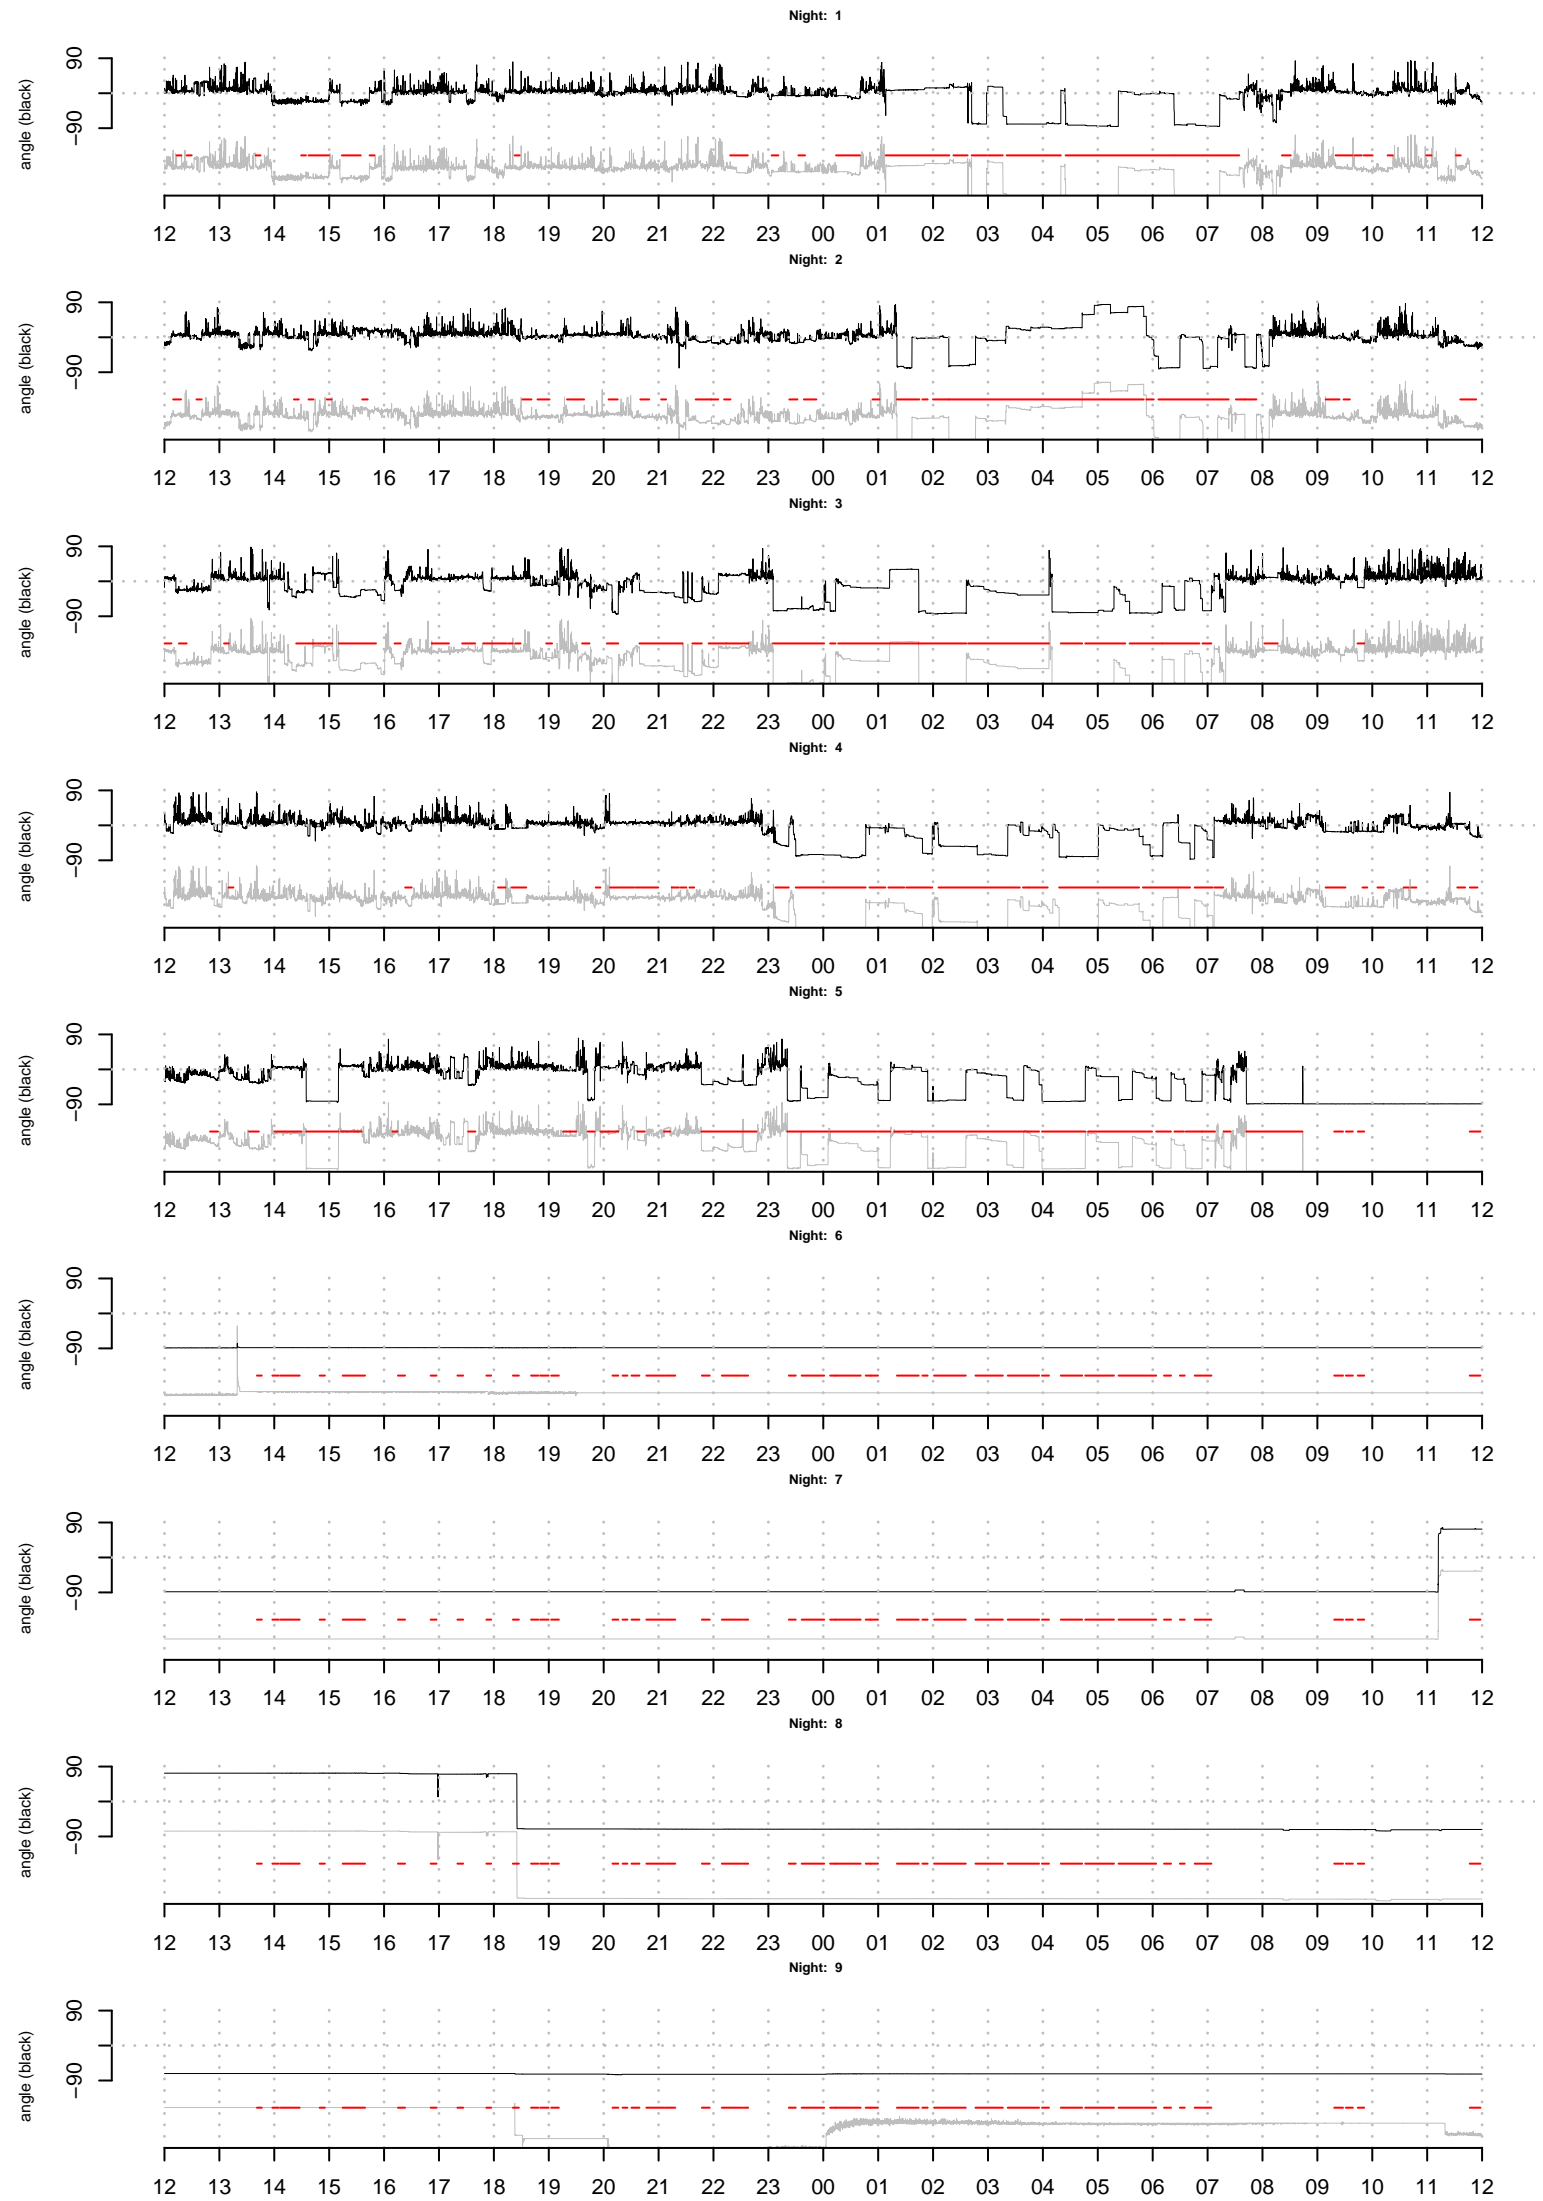 Night: 1
90
-90
angle (black)
12 13 14 15 16 17 18 19 20 21 22 23 00 01 02 03 04 05 06 07 08 09 10 11 12
Night: 2
90
-90
angle (black)
12 13 14 15 16 17 18 19 20 21 22 23 00 01 02 03 04 05 06 07 08 09 10 11 12
Night: 3
90
-90
angle (black)
12 13 14 15 16 17 18 19 20 21 22 23 00 01 02 03 04 05 06 07 08 09 10 11 12
Night: 4
90
-90
angle (black)
12 13 14 15 16 17 18 19 20 21 22 23 00 01 02 03 04 05 06 07 08 09 10 11 12
Night: 5
90
-90
angle (black)
12 13 14 15 16 17 18 19 20 21 22 23 00 01 02 03 04 05 06 07 08 09 10 11 12
Night: 6
90
-90
angle (black)
12 13 14 15 16 17 18 19 20 21 22 23 00 01 02 03 04 05 06 07 08 09 10 11 12
Night: 7
90
-90
angle (black)
12 13 14 15 16 17 18 19 20 21 22 23 00 01 02 03 04 05 06 07 08 09 10 11 12
Night: 8
90
-90
angle (black)
12 13 14 15 16 17 18 19 20 21 22 23 00 01 02 03 04 05 06 07 08 09 10 11 12
Night: 9
90
-90
angle (black)
12 13 14 15 16 17 18 19 20 21 22 23 00 01 02 03 04 05 06 07 08 09 10 11 12